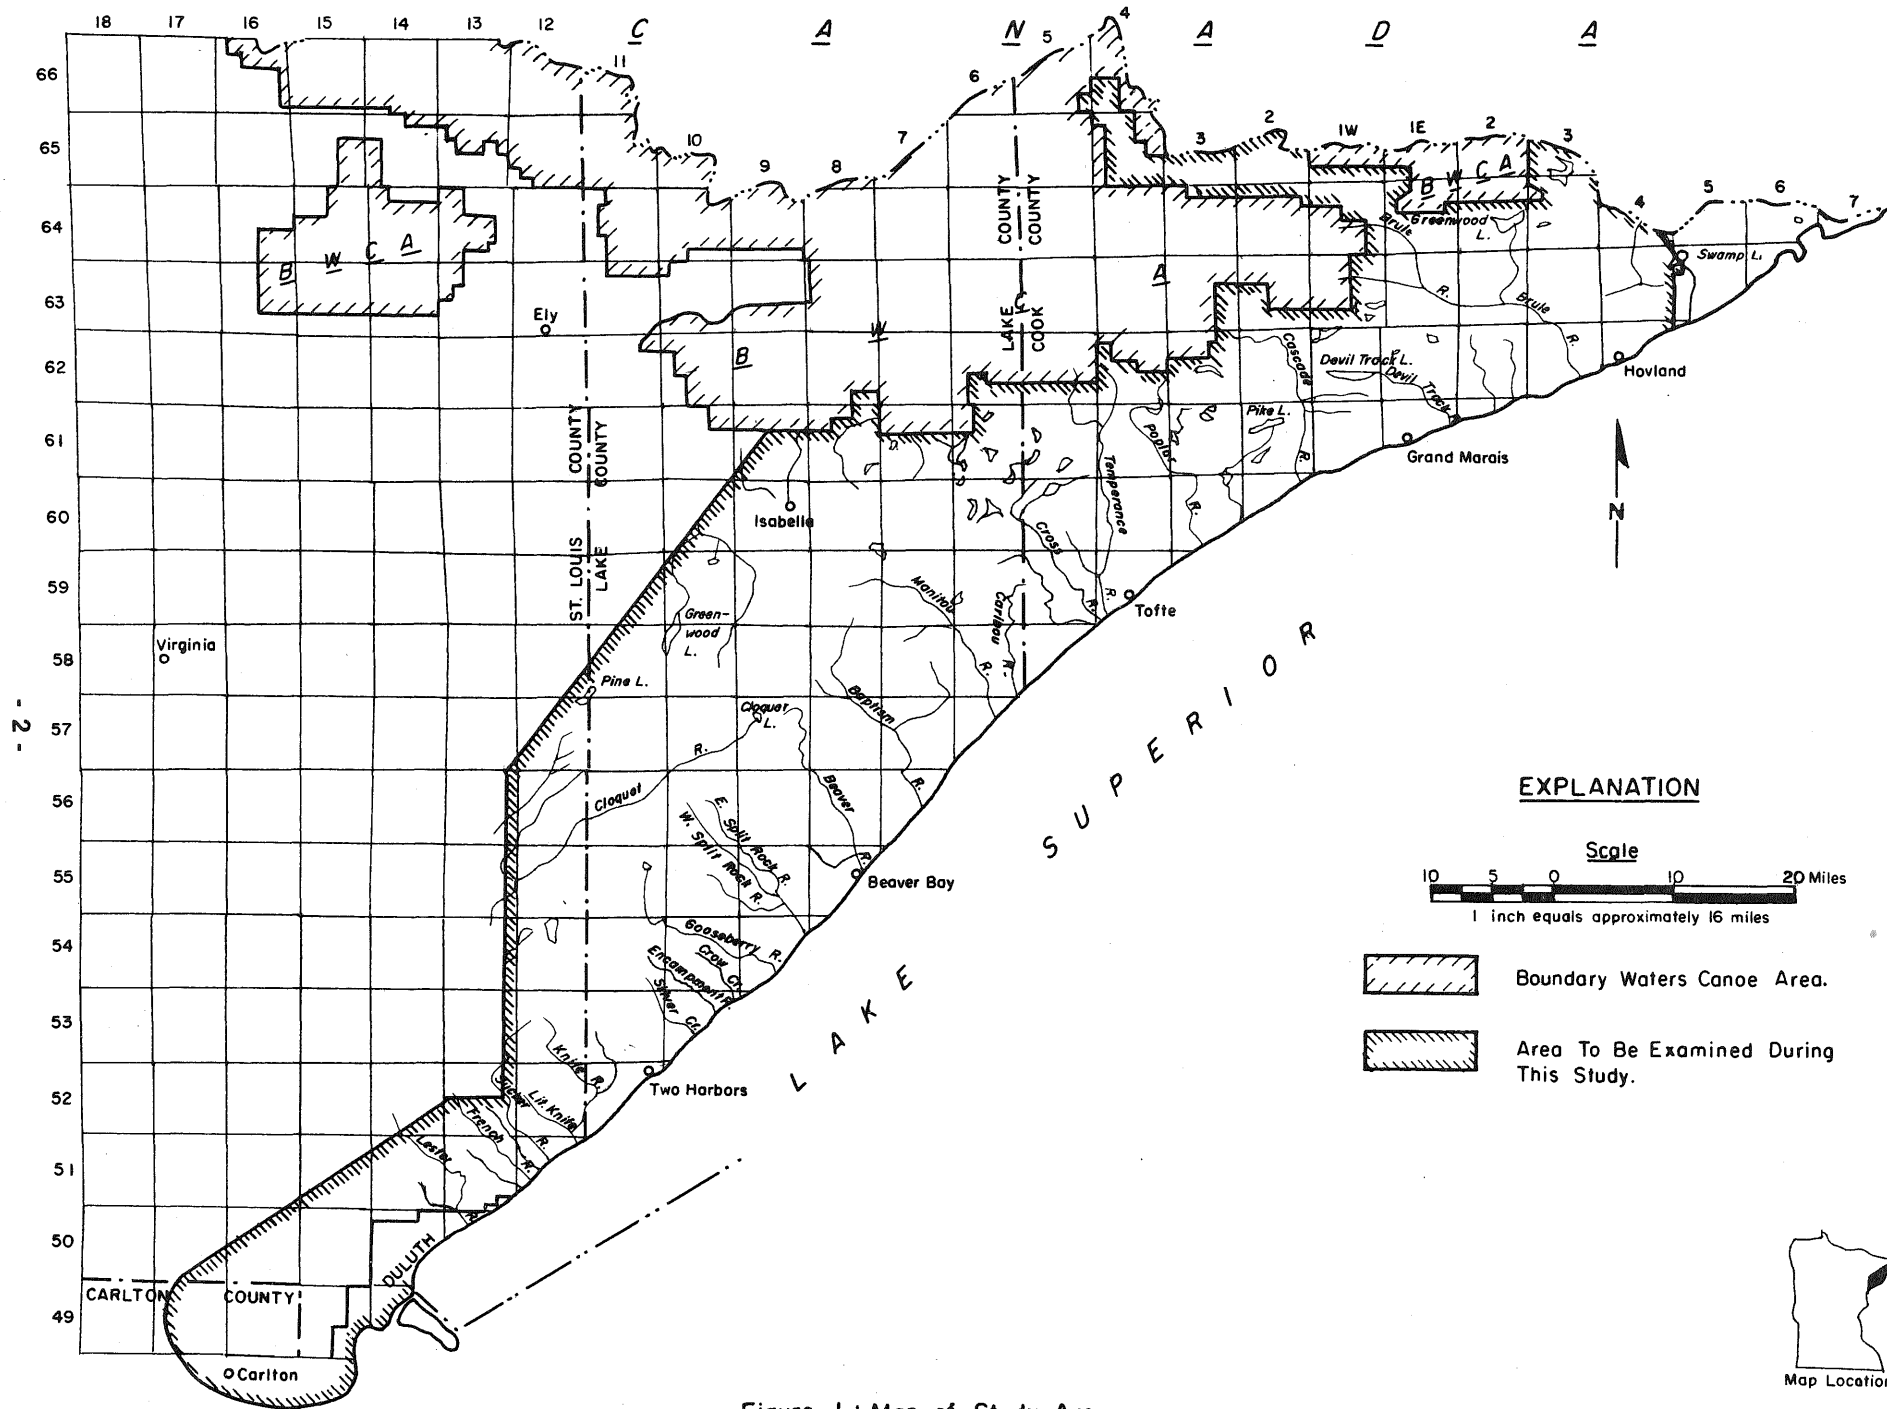 18 17 16 15 14 13 12 11 10 9 8 7 6 5 4 3 2 1W 1E 2 3 4 5 6 7
C A N A D A
66
65
64
63
62
61
60
59
58
57
56
55
54
53
52
51
50
49
- 2 -
B W C A
B W C A
B W C A
Ely
Virginia
Isabella
Tofte
Grand Marais
Hovland
Beaver Bay
Two Harbors
DULUTH
Carlton
CARLTON COUNTY
ST. LOUIS COUNTY
LAKE COUNTY
LAKE COUNTY
COOK COUNTY
Brule
Greenwood
L.
Swamp L.
R.
Brule
R.
Cascade
R.
Devil Track L.
Devil
Track R.
Pike L.
Poplar
R.
Temperance
R.
Cross
R.
Caribou
R.
Manitou
R.
Green-
wood
L.
Pine L.
Baptism
R.
Cloquet
L.
R.
Cloquet
Beaver
R.
E. Split Rock R.
W. Split Rock R.
Gooseberry R.
Crow Cr.
Encampment R.
Silver Cr.
Knife R.
Lit. Knife
R.
French
R.
Lester
R.
LAKE SUPERIOR
N
EXPLANATION
Scale
10 5 0 10 20 Miles
1 inch equals approximately 16 miles
Boundary Waters Canoe Area.
Area To Be Examined During
This Study.
Map Location